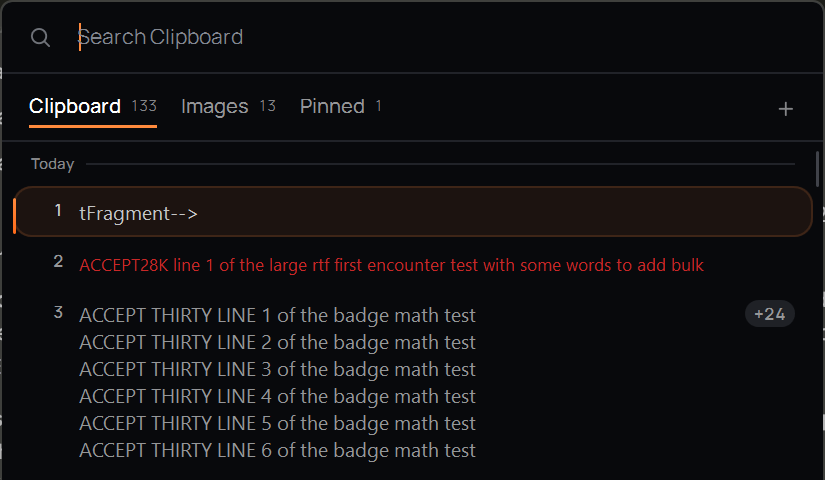 Search Clipboard
Clipboard 133 Images 13 Pinned 1 +
Today
1 tFragment-->
2 ACCEPT28K line 1 of the large rtf first encounter test with some words to add bulk
3 ACCEPT THIRTY LINE 1 of the badge math test +24
ACCEPT THIRTY LINE 2 of the badge math test
ACCEPT THIRTY LINE 3 of the badge math test
ACCEPT THIRTY LINE 4 of the badge math test
ACCEPT THIRTY LINE 5 of the badge math test
ACCEPT THIRTY LINE 6 of the badge math test